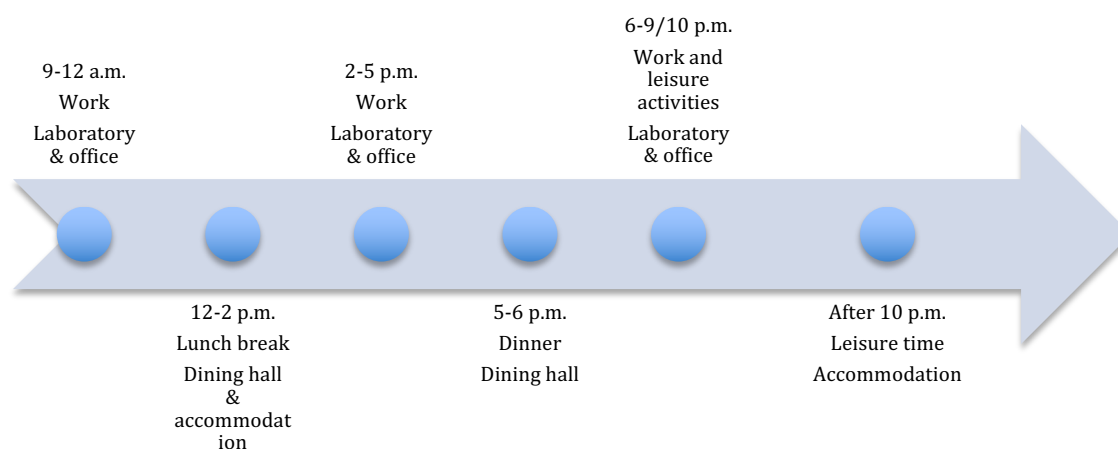 9-12 a.m.
Work
Laboratory
& office
12-2 p.m.
Lunch break
Dining hall
&
accommodat
ion
2-5 p.m.
Work
Laboratory
& office
5-6 p.m.
Dinner
Dining hall
6-9/10 p.m.
Work and
leisure
activities
Laboratory
& office
After 10 p.m.
Leisure time
Accommodation